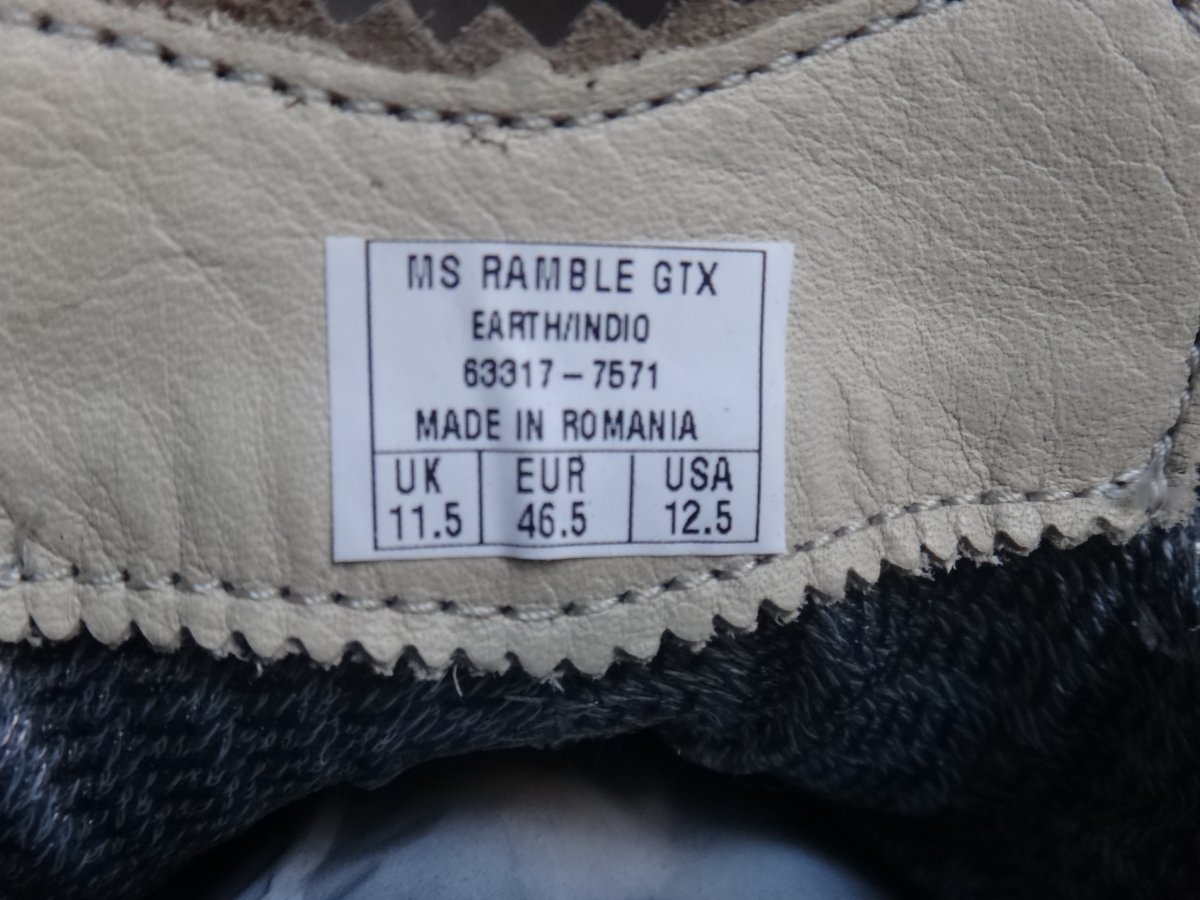 MS RAMBLE GTX
EARTH/INDIO
63317-7571
MADE IN ROMANIA
UK EUR USA
11.5 46.5 12.5